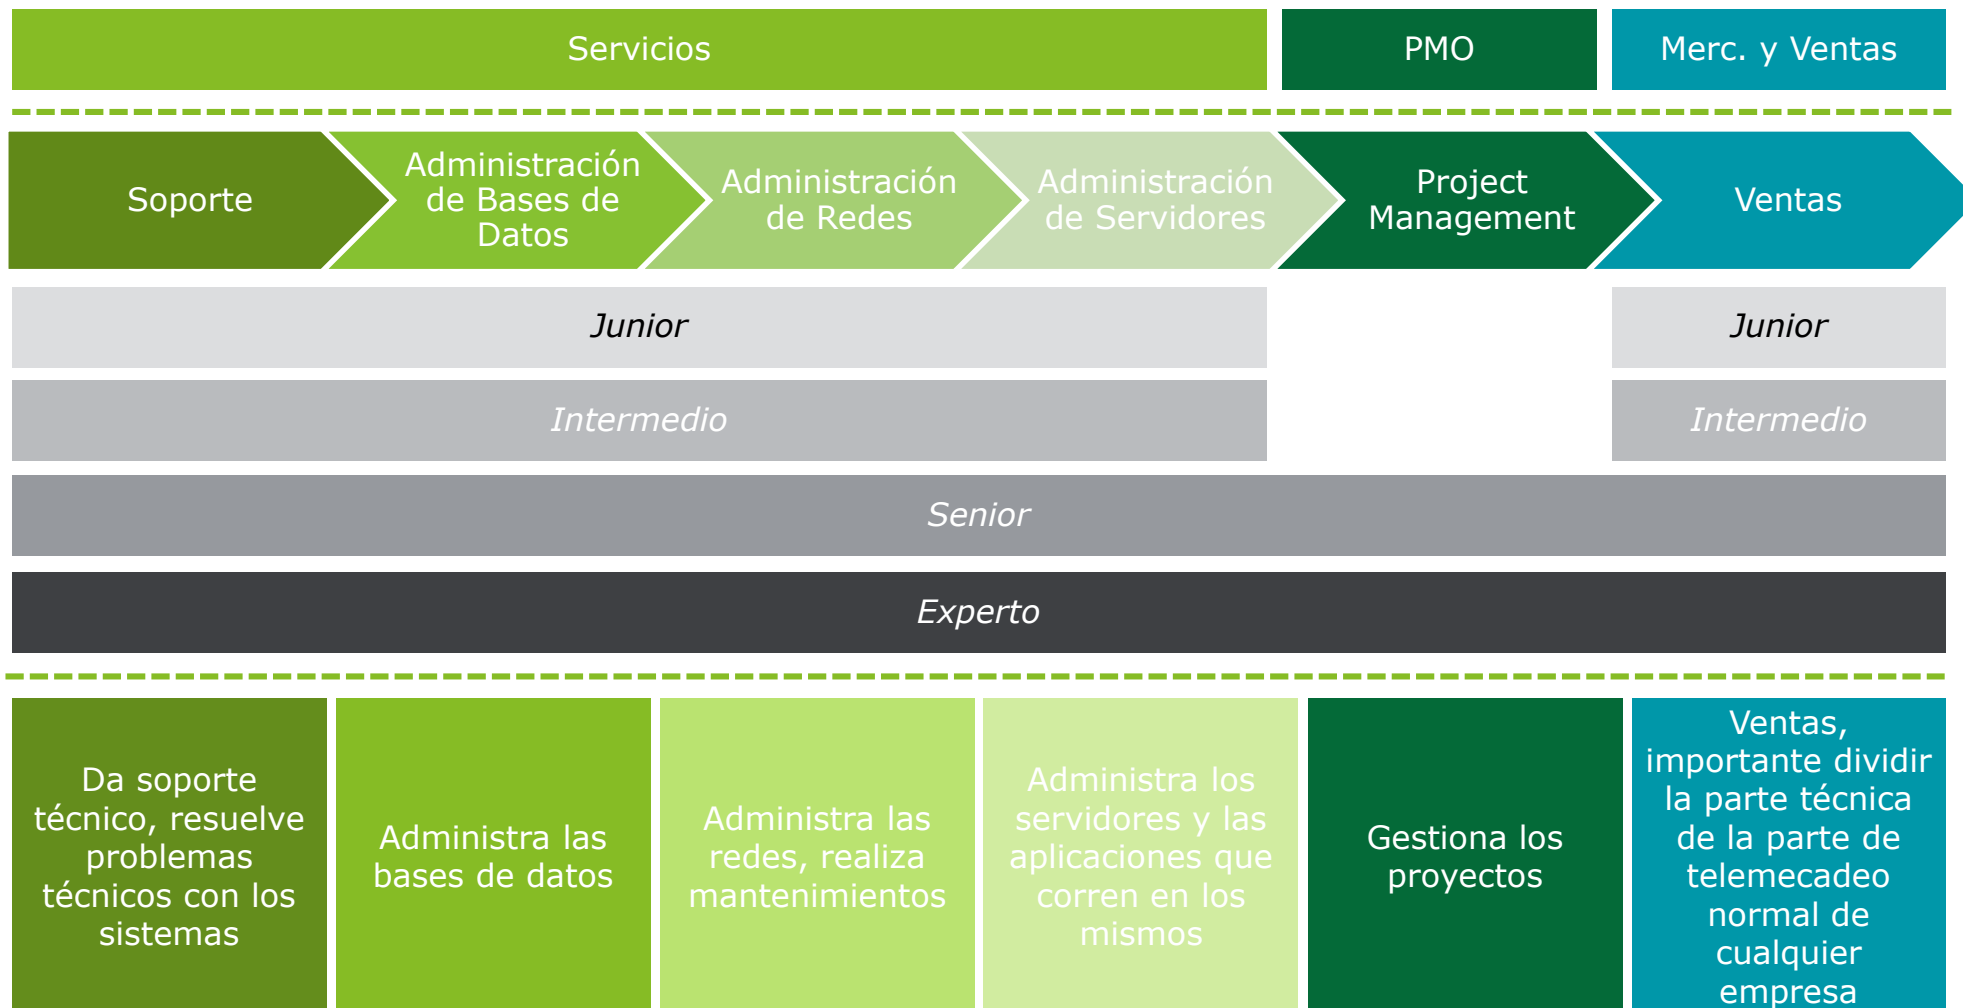 Servicios
PMO
Merc. y Ventas
Soporte
Administración
de Bases de
Datos
Administración
de Redes
Administración
de Servidores
Project
Management
Ventas
Junior
Junior
Intermedio
Intermedio
Senior
Experto
Da soporte
técnico, resuelve
problemas
técnicos con los
sistemas
Administra las
bases de datos
Administra las
redes, realiza
mantenimientos
Administra los
servidores y las
aplicaciones que
corren en los
mismos
Gestiona los
proyectos
Ventas,
importante dividir
la parte técnica
de la parte de
telemecadeo
normal de
cualquier
empresa